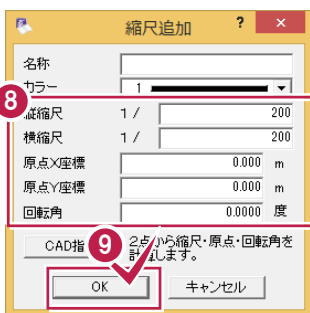 縮尺追加 ?
名称
カラー 1
8
縦縮尺 1 / 200
横縮尺 1 / 200
原点X座標 0.000 m
原点Y座標 0.000 m
回転角 0.0000 度
CAD指 2点から縮尺・原点・回転角を
9 計算します。
OK キャンセル